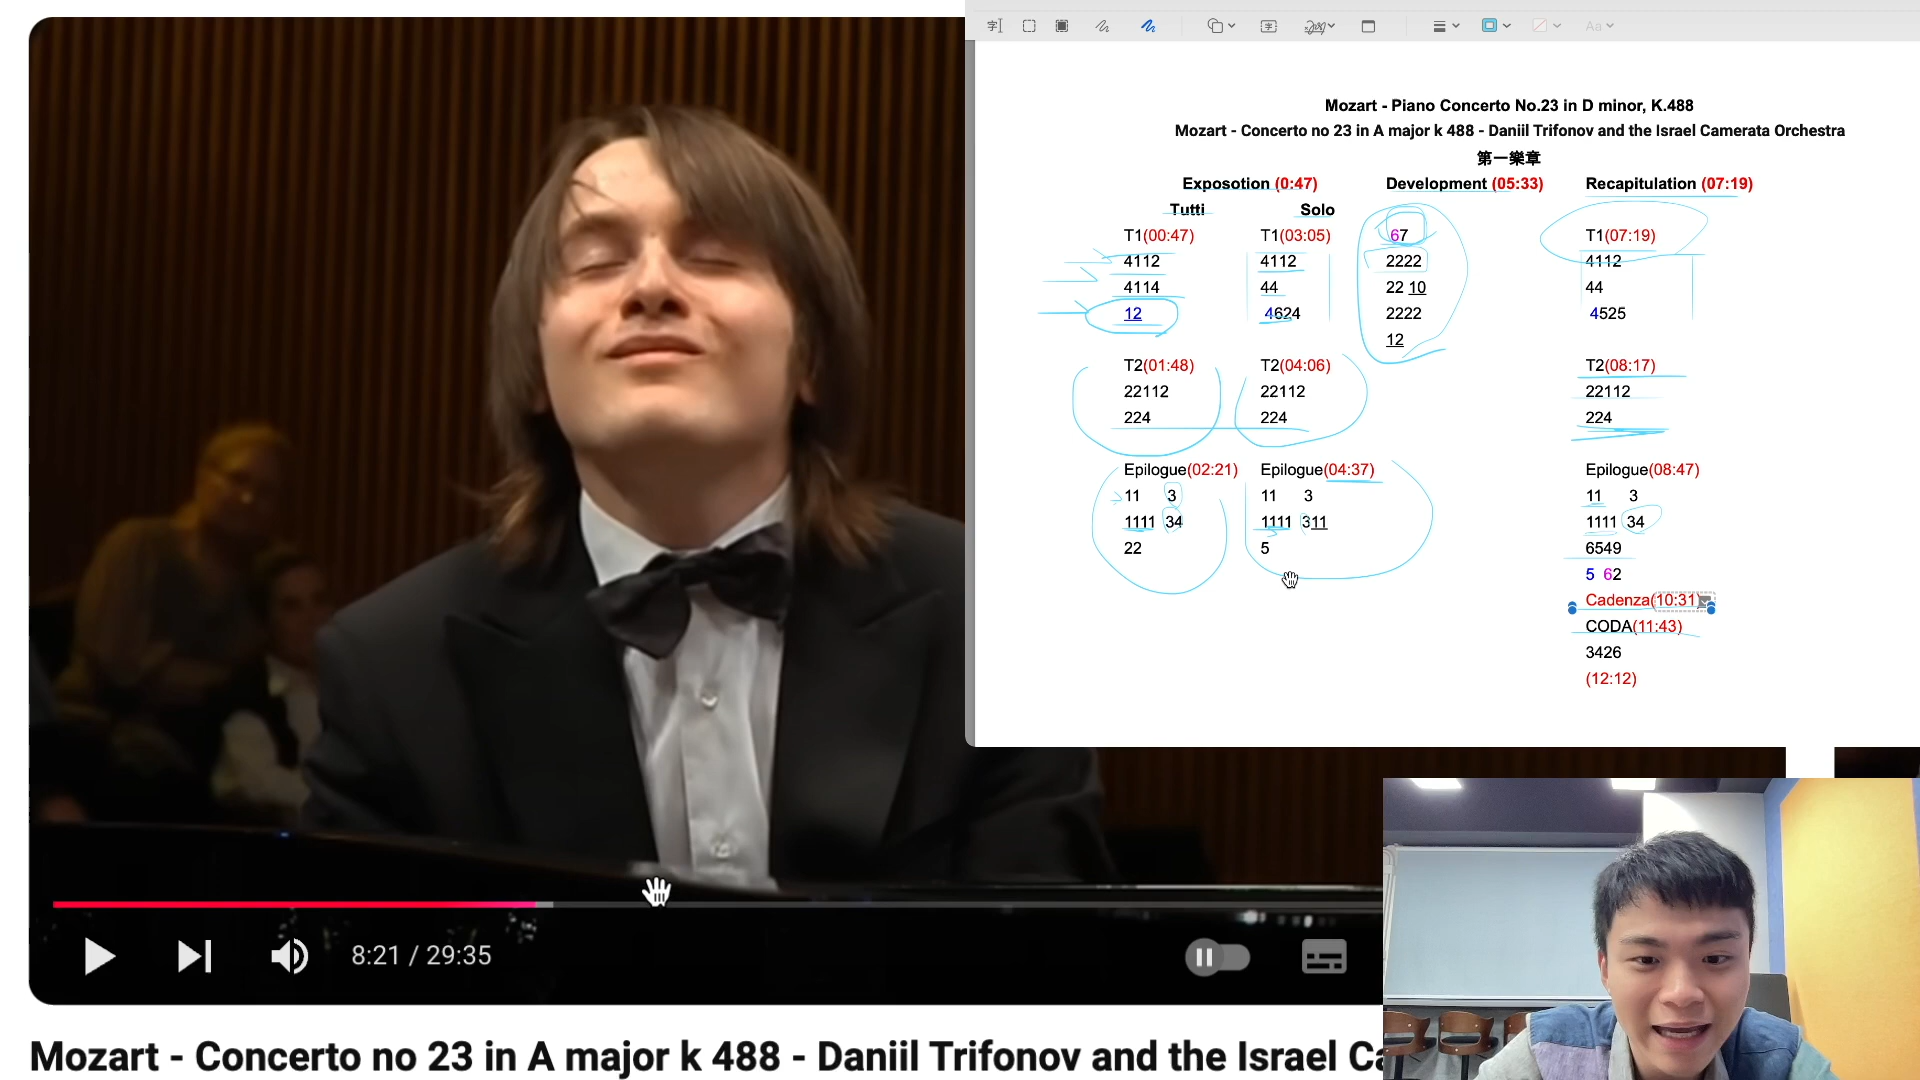 Mozart - Piano Concerto No.23 in D minor, K.488
Mozart - Concerto no 23 in A major k 488 - Daniil Trifonov and the Israel Camerata Orchestra
第一樂章
Exposotion (0:47)
Development (05:33)
Recapitulation (07:19)
Tutti
Solo
T1(00:47)
4112
4114
12
T2(01:48)
22112
224
Epilogue(02:21)
11 3
1111 34
22
T1(03:05)
4112
44
4624
T2(04:06)
22112
224
Epilogue(04:37)
11 3
1111 311
5
67
2222
22 10
2222
12
T1(07:19)
4112
44
4525
T2(08:17)
22112
224
Epilogue(08:47)
11 3
1111 34
6549
5 62
Cadenza(10:31)
CODA(11:43)
3426
(12:12)
8:21 / 29:35
Mozart - Concerto no 23 in A major k 488 - Daniil Trifonov and the Israel